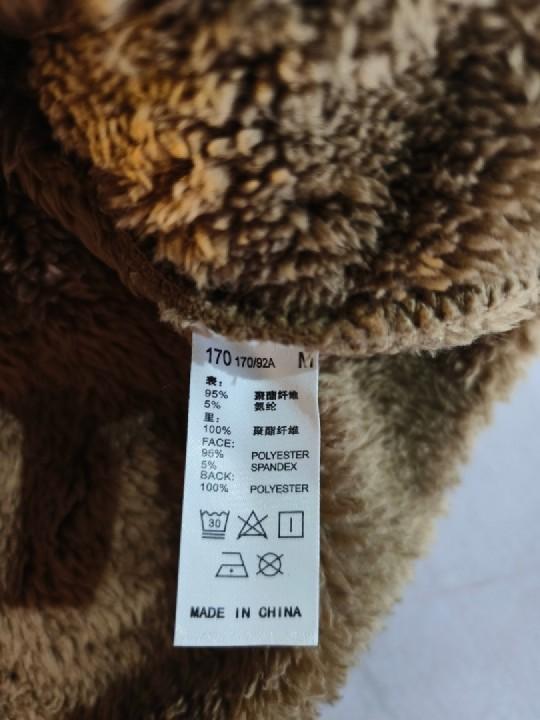 170 170/92A M
表：
95% 聚酯纤维
5% 氨纶
里：
100% 聚酯纤维
FACE:
96% POLYESTER
5% SPANDEX
BACK:
100% POLYESTER
30
MADE IN CHINA